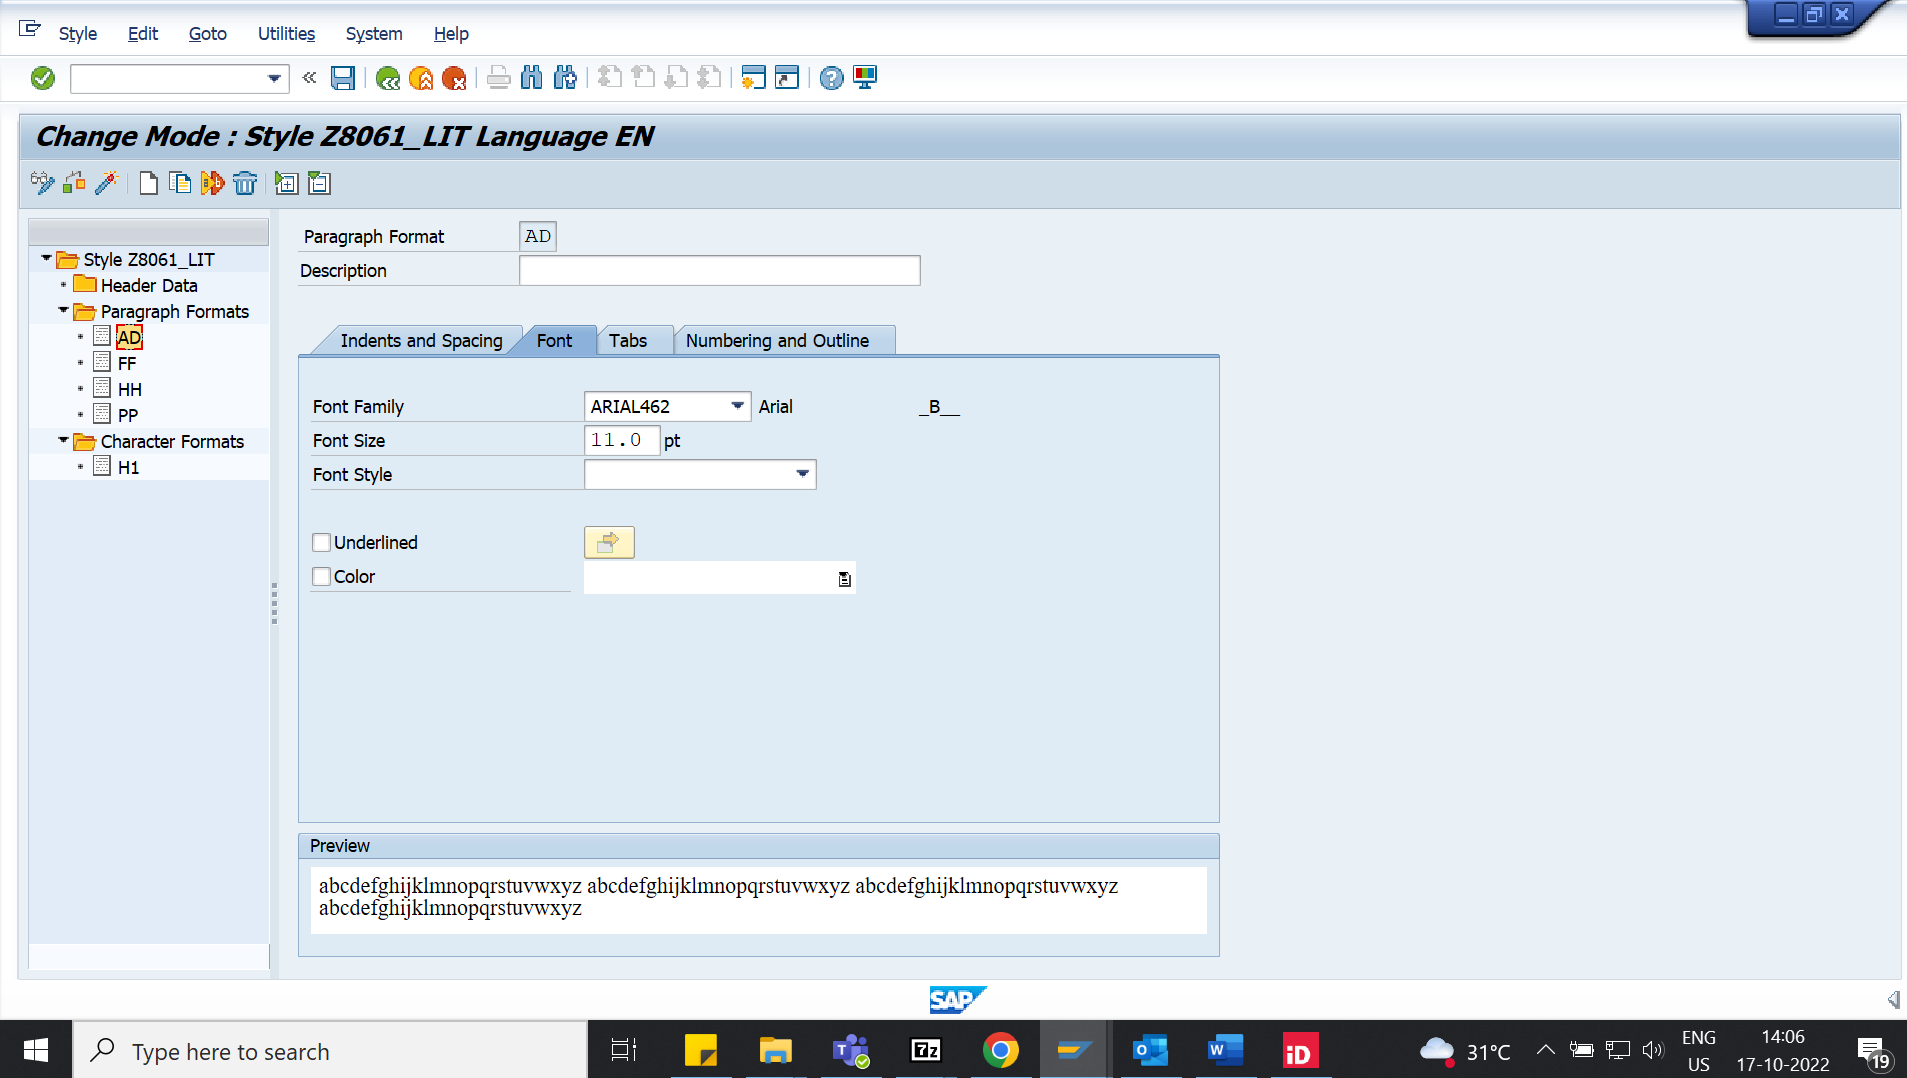 Style Edit Goto Utilities System Help
Change Mode : Style Z8061_LIT Language EN
Style Z8061_LIT
Header Data
Paragraph Formats
AD
FF
HH
PP
Character Formats
H1
Paragraph Format AD
Description
Indents and Spacing Font Tabs Numbering and Outline
Font Family ARIAL462 Arial _B__
Font Size 11.0 pt
Font Style
Underlined
Color
Preview
abcdefghijklmnopqrstuvwxyz abcdefghijklmnopqrstuvwxyz abcdefghijklmnopqrstuvwxyz
abcdefghijklmnopqrstuvwxyz
SAP
Type here to search
T
7z
O
W
iD
31°C
ENG
US
14:06
17-10-2022
19